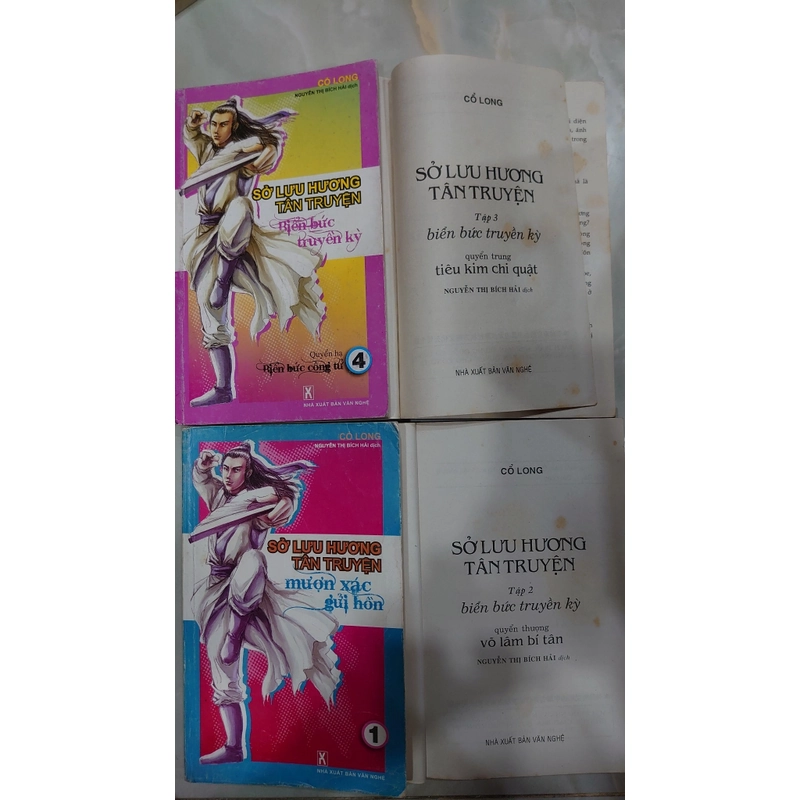 CỔ LONG
NGUYỄN THỊ BÍCH HẢI dịch
SỞ LƯU HƯƠNG
TÂN TRUYỆN
Biển bức
truyền kỳ
Quyển hạ
Biển bức công tử
4
X
NHÀ XUẤT BẢN VĂN NGHỆ
CỔ LONG
SỞ LƯU HƯƠNG
TÂN TRUYỆN
Tập 3
biển bức truyền kỳ
quyển trung
tiêu kim chi quật
NGUYỄN THỊ BÍCH HẢI dịch
NHÀ XUẤT BẢN VĂN NGHỆ
CỔ LONG
NGUYỄN THỊ BÍCH HẢI dịch
SỞ LƯU HƯƠNG
TÂN TRUYỆN
mượn xác
gửi hồn
1
X
NHÀ XUẤT BẢN VĂN NGHỆ
CỔ LONG
SỞ LƯU HƯƠNG
TÂN TRUYỆN
Tập 2
biển bức truyền kỳ
quyển thượng
võ lâm bí tân
NGUYỄN THỊ BÍCH HẢI dịch
NHÀ XUẤT BẢN VĂN NGHỆ